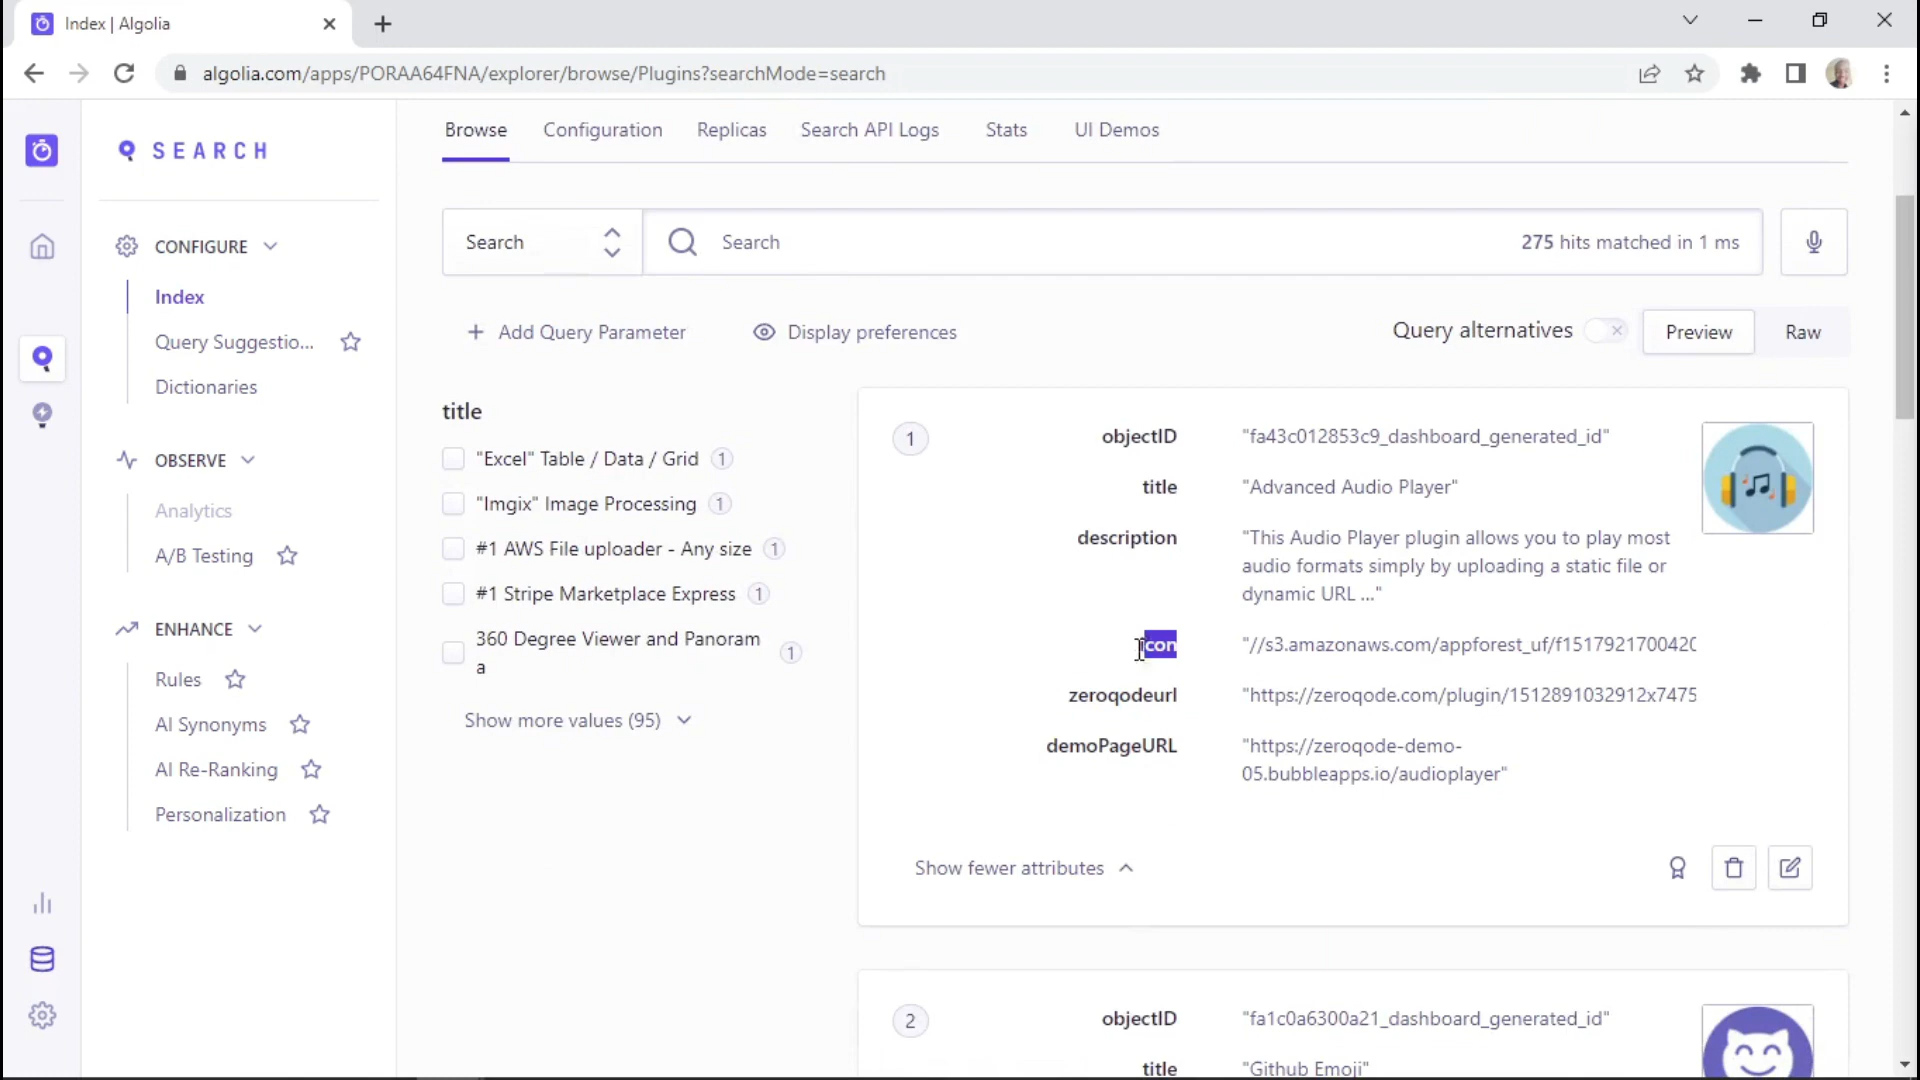 Index | Algolia
algolia.com/apps/PORAA64FNA/explorer/browse/Plugins?searchMode=search
SEARCH
CONFIGURE
Index
Query Suggestio...
Dictionaries
OBSERVE
Analytics
A/B Testing
ENHANCE
Rules
AI Synonyms
AI Re-Ranking
Personalization
Browse Configuration Replicas Search API Logs Stats UI Demos
Search Search 275 hits matched in 1 ms
Add Query Parameter Display preferences Query alternatives Preview Raw
title
"Excel" Table / Data / Grid 1
"Imgix" Image Processing 1
#1 AWS File uploader - Any size 1
#1 Stripe Marketplace Express 1
360 Degree Viewer and Panoram
a 1
Show more values (95)
1 objectID "fa43c012853c9_dashboard_generated_id"
title "Advanced Audio Player"
description "This Audio Player plugin allows you to play most
audio formats simply by uploading a static file or
dynamic URL ..."
icon "//s3.amazonaws.com/appforest_uf/f1517921700420
zeroqodeurl "https://zeroqode.com/plugin/1512891032912x7475
demoPageURL "https://zeroqode-demo-
05.bubbleapps.io/audioplayer"
Show fewer attributes
2 objectID "fa1c0a6300a21_dashboard_generated_id"
title "Github Emoji"